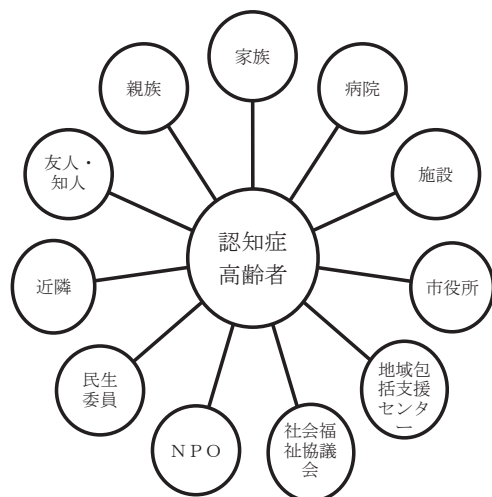 家族
病院
施設
市役所
地域包
括支援
センタ
ー
社会福
祉協議
会
NPO
民生
委員
近隣
友人・
知人
親族
認知症
高齢者